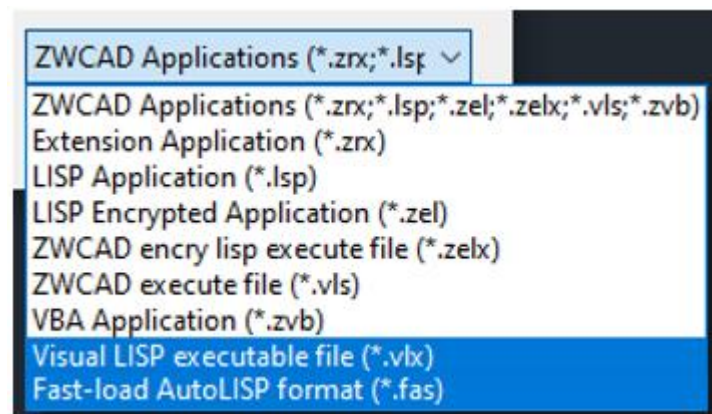 ZWCAD Applications (*.zrx;*.lsp
ZWCAD Applications (*.zrx;*.lsp;*.zel;*.zelx;*.vls;*.zvb)
Extension Application (*.zrx)
LISP Application (*.lsp)
LISP Encrypted Application (*.zel)
ZWCAD encry lisp execute file (*.zelx)
ZWCAD execute file (*.vls)
VBA Application (*.zvb)
Visual LISP executable file (*.vlx)
Fast-load AutoLISP format (*.fas)